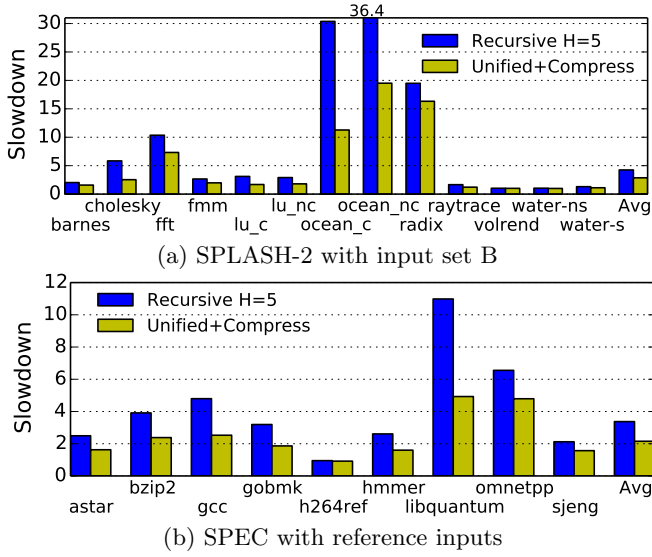 36.4
30
25
20
15
10
5
0
Slowdown
Recursive H=5
Unified+Compress
cholesky fmm lu_nc ocean_nc raytrace water-ns Avg
barnes fft lu_c ocean_c radix volrend water-s
(a) SPLASH-2 with input set B
12
10
8
6
4
2
0
Slowdown
Recursive H=5
Unified+Compress
bzip2 gobmk hmmer omnetpp Avg
astar gcc h264ref libquantum sjeng
(b) SPEC with reference inputs